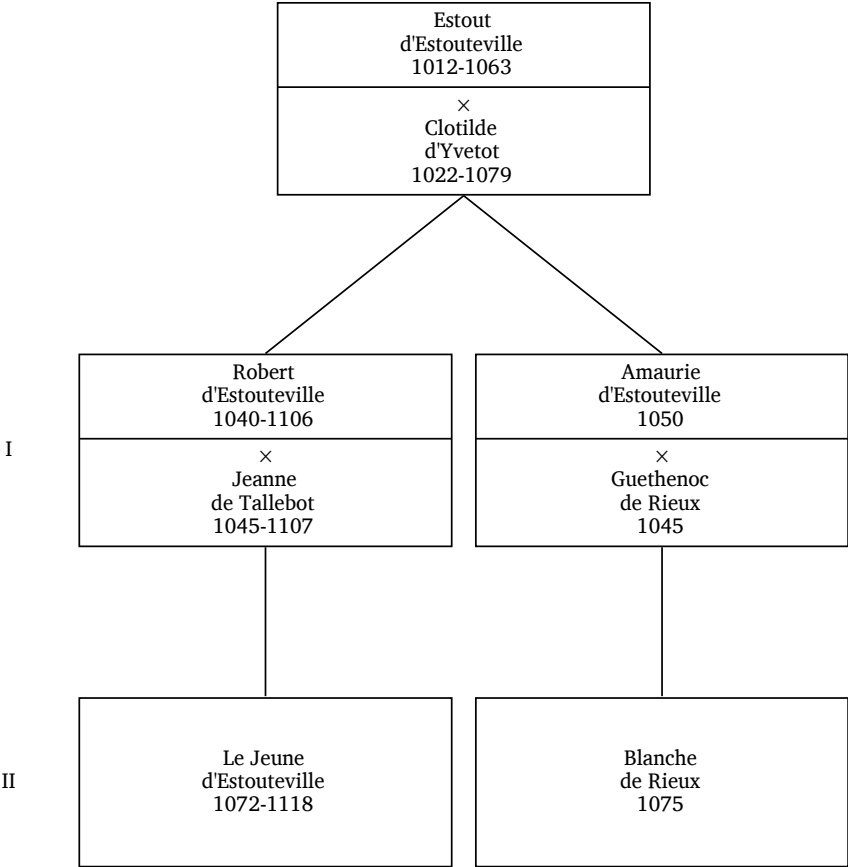 Estout
d'Estouteville
1012-1063
×
Clotilde
d'Yvetot
1022-1079
I
Robert
d'Estouteville
1040-1106
×
Jeanne
de Tallebot
1045-1107
Amaurie
d'Estouteville
1050
×
Guethenoc
de Rieux
1045
II
Le Jeune
d'Estouteville
1072-1118
Blanche
de Rieux
1075